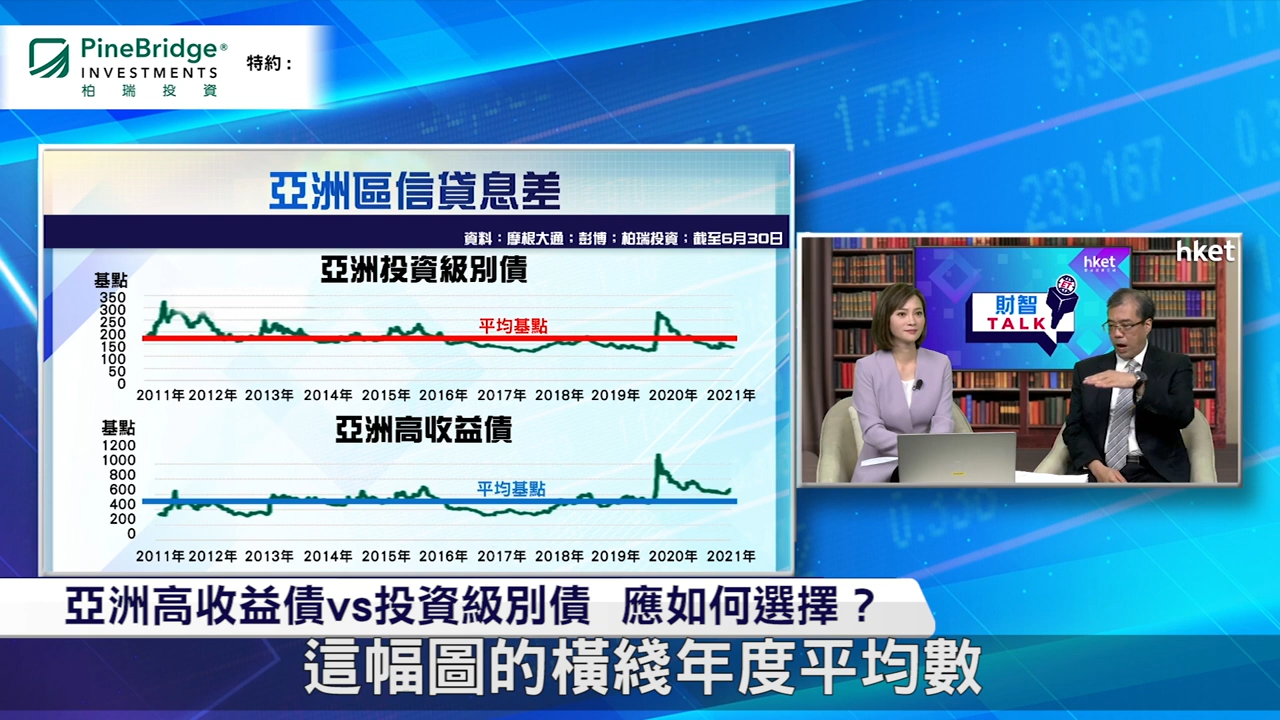 PineBridge®
INVESTMENTS
柏瑞投資
特約：
9,996
1.720
233,167
0.336
亞洲區信貸息差
資料：摩根大通；彭博；柏瑞投資；截至6月30日
亞洲投資級別債
基點
350
300
250
200
150
100
50
0
平均基點
2011年 2012年 2013年 2014年 2015年 2016年 2017年 2018年 2019年 2020年 2021年
亞洲高收益債
基點
1200
1000
800
600
400
200
0
平均基點
2011年 2012年 2013年 2014年 2015年 2016年 2017年 2018年 2019年 2020年 2021年
hket
hket
財智
TALK
亞洲高收益債vs投資級別債 應如何選擇？
這幅圖的橫綫年度平均數